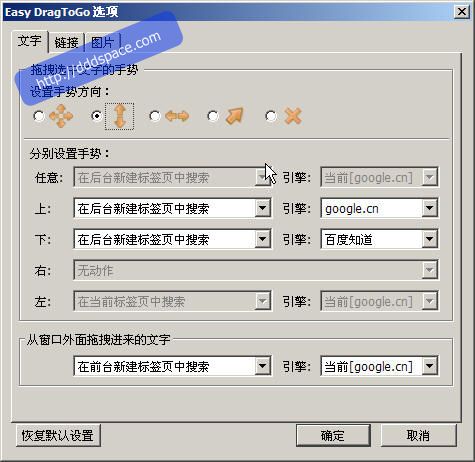 Easy DragToGo 选项
文字 链接 图片
http://dddspace.com
拖拽选中文字的手势
设置手势方向：
分别设置手势：
任意: 在后台新建标签页中搜索 引擎: 当前[google.cn]
上: 在后台新建标签页中搜索 引擎: google.cn
下: 在后台新建标签页中搜索 引擎: 百度知道
右: 无动作
左: 在当前标签页中搜索 引擎: 当前[google.cn]
从窗口外面拖拽进来的文字
在前台新建标签页中搜索 引擎: 当前[google.cn]
恢复默认设置 确定 取消